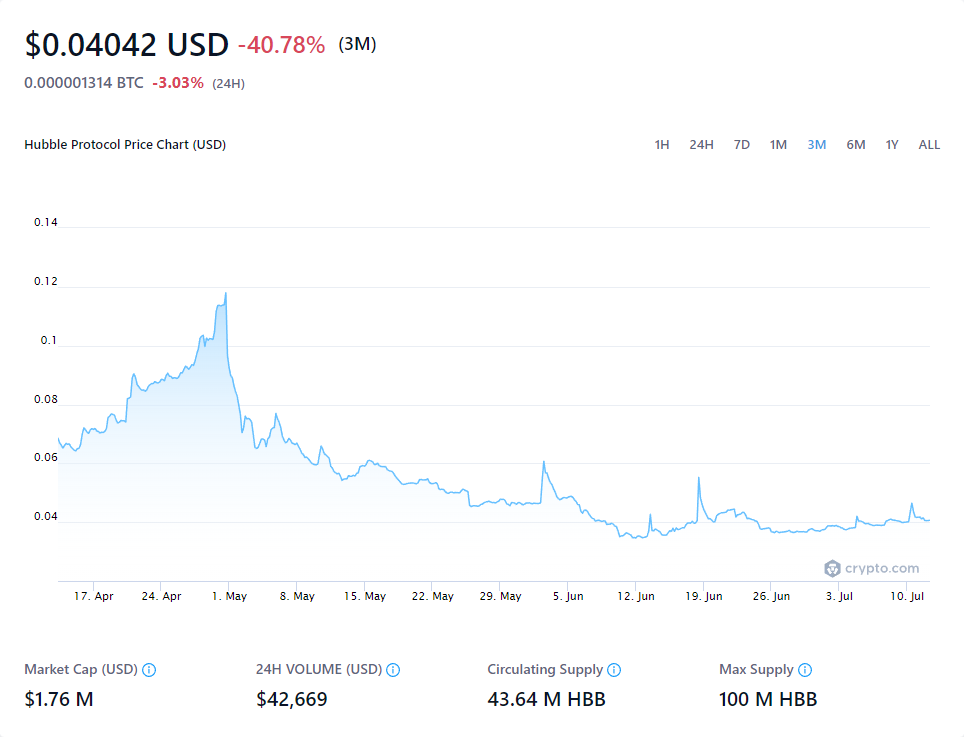 $0.04042 USD -40.78% (3M)
0.000001314 BTC -3.03% (24H)
Hubble Protocol Price Chart (USD) 1H 24H 7D 1M 3M 6M 1Y ALL
0.14
0.12
0.1
0.08
0.06
0.04
crypto.com
17. Apr 24. Apr 1. May 8. May 15. May 22. May 29. May 5. Jun 12. Jun 19. Jun 26. Jun 3. Jul 10. Jul
Market Cap (USD) 24H VOLUME (USD) Circulating Supply Max Supply
$1.76 M $42,669 43.64 M HBB 100 M HBB